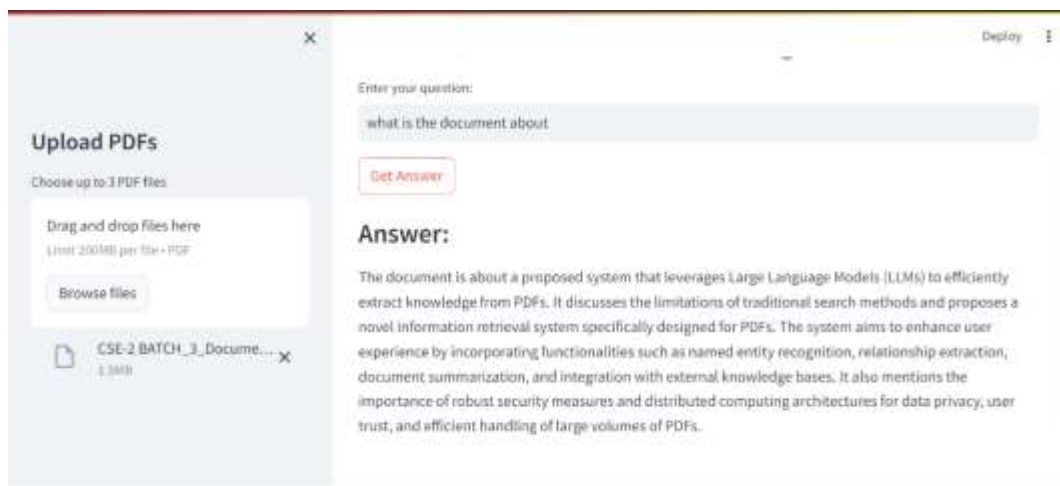 Deploy
Enter your question:
what is the document about
Upload PDFs
Get Answer
Choose up to 3 PDF files
Drag and drop files here
Limit 200MB per file • PDF
Browse files
CSE-2 BATCH_3_Docume...
Answer:
The document is about a proposed system that leverages Large Language Models (LLMs) to efficiently
extract knowledge from PDFs. It discusses the limitations of traditional search methods and proposes a
novel information retrieval system specifically designed for PDFs. The system aims to enhance user
experience by incorporating functionalities such as named entity recognition, relationship extraction,
document summarization, and integration with external knowledge bases. It also mentions the
importance of robust security measures and distributed computing architectures for data privacy, user
trust, and efficient handling of large volumes of PDFs.